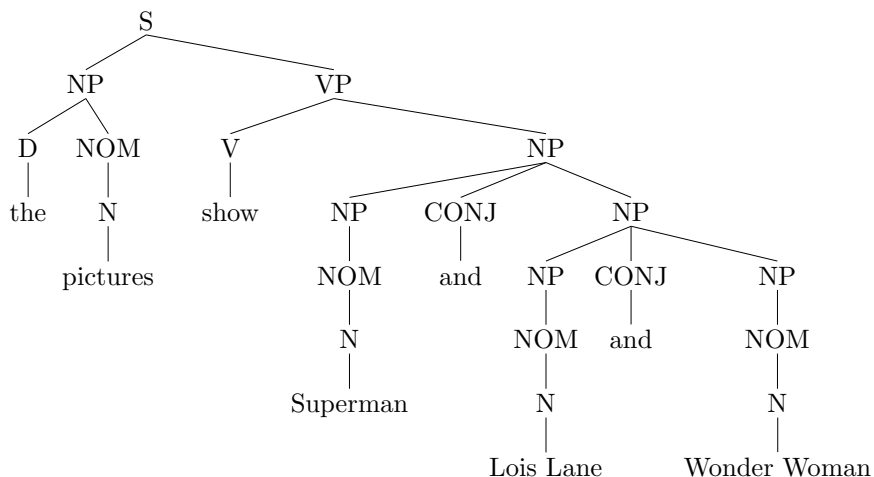 S
NP VP
D NOM V NP
the N show NP CONJ NP
pictures NOM and NP CONJ NP
N NOM and NOM
Superman N N
Lois Lane Wonder Woman